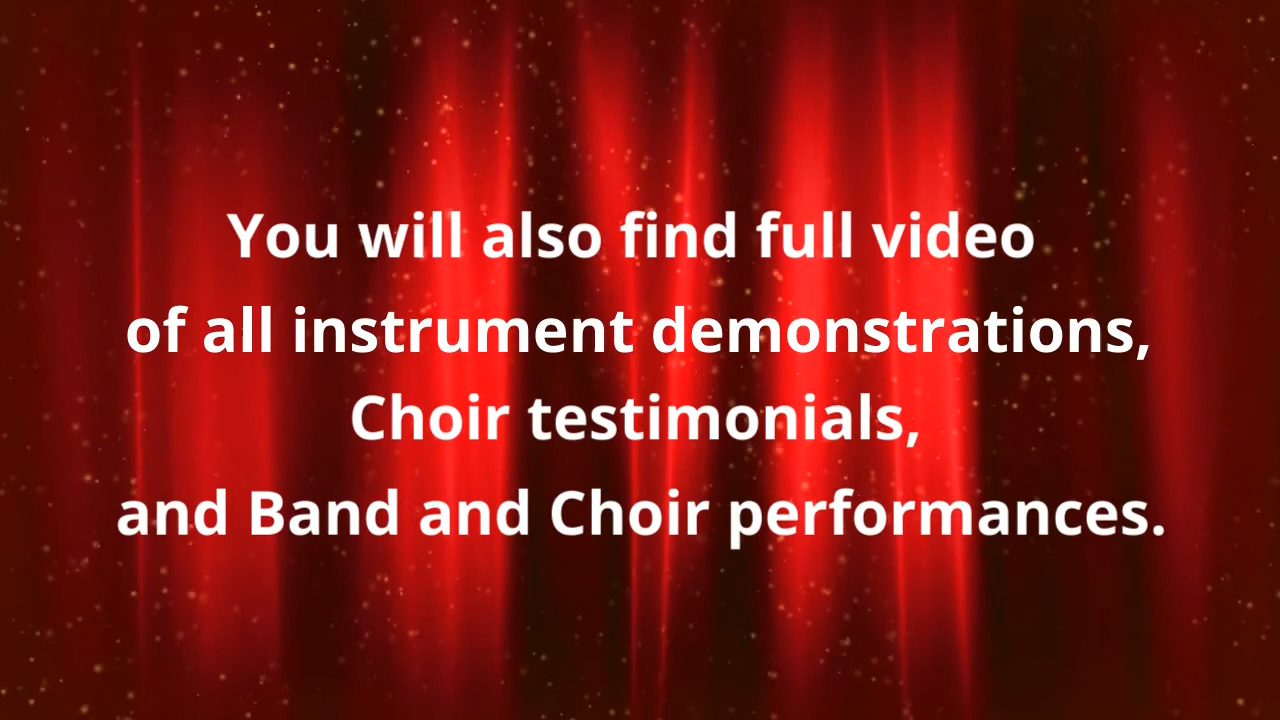 You will also find full video
of all instrument demonstrations,
Choir testimonials,
and Band and Choir performances.